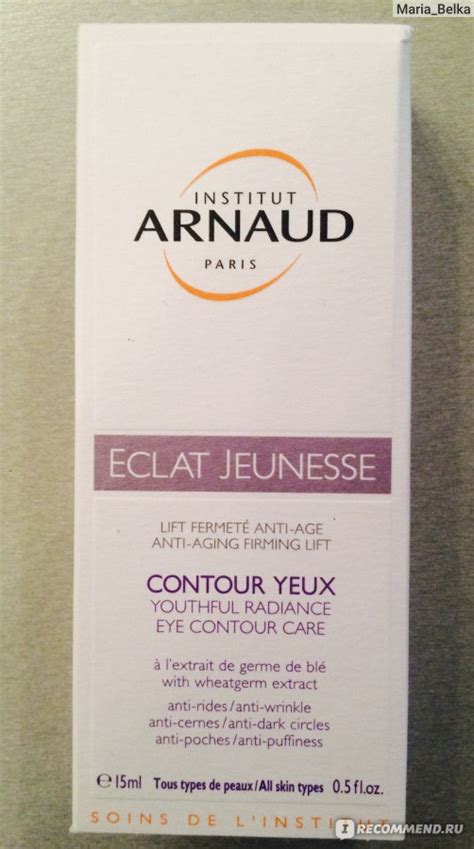 Maria_Belka
INSTITUT
ARNAUD
PARIS
ECLAT JEUNESSE
LIFT FERMETÉ ANTI-AGE
ANTI-AGING FIRMING LIFT
CONTOUR YEUX
YOUTHFUL RADIANCE
EYE CONTOUR CARE
à l'extrait de germe de blé
with wheatgerm extract
anti-rides/anti-wrinkle
anti-cernes/anti-dark circles
anti-poches/anti-puffiness
℮ 15ml Tous types de peaux/All skin types 0.5 fl.oz.
SOINS DE L'INSTITUT
IRECOMMEND.RU